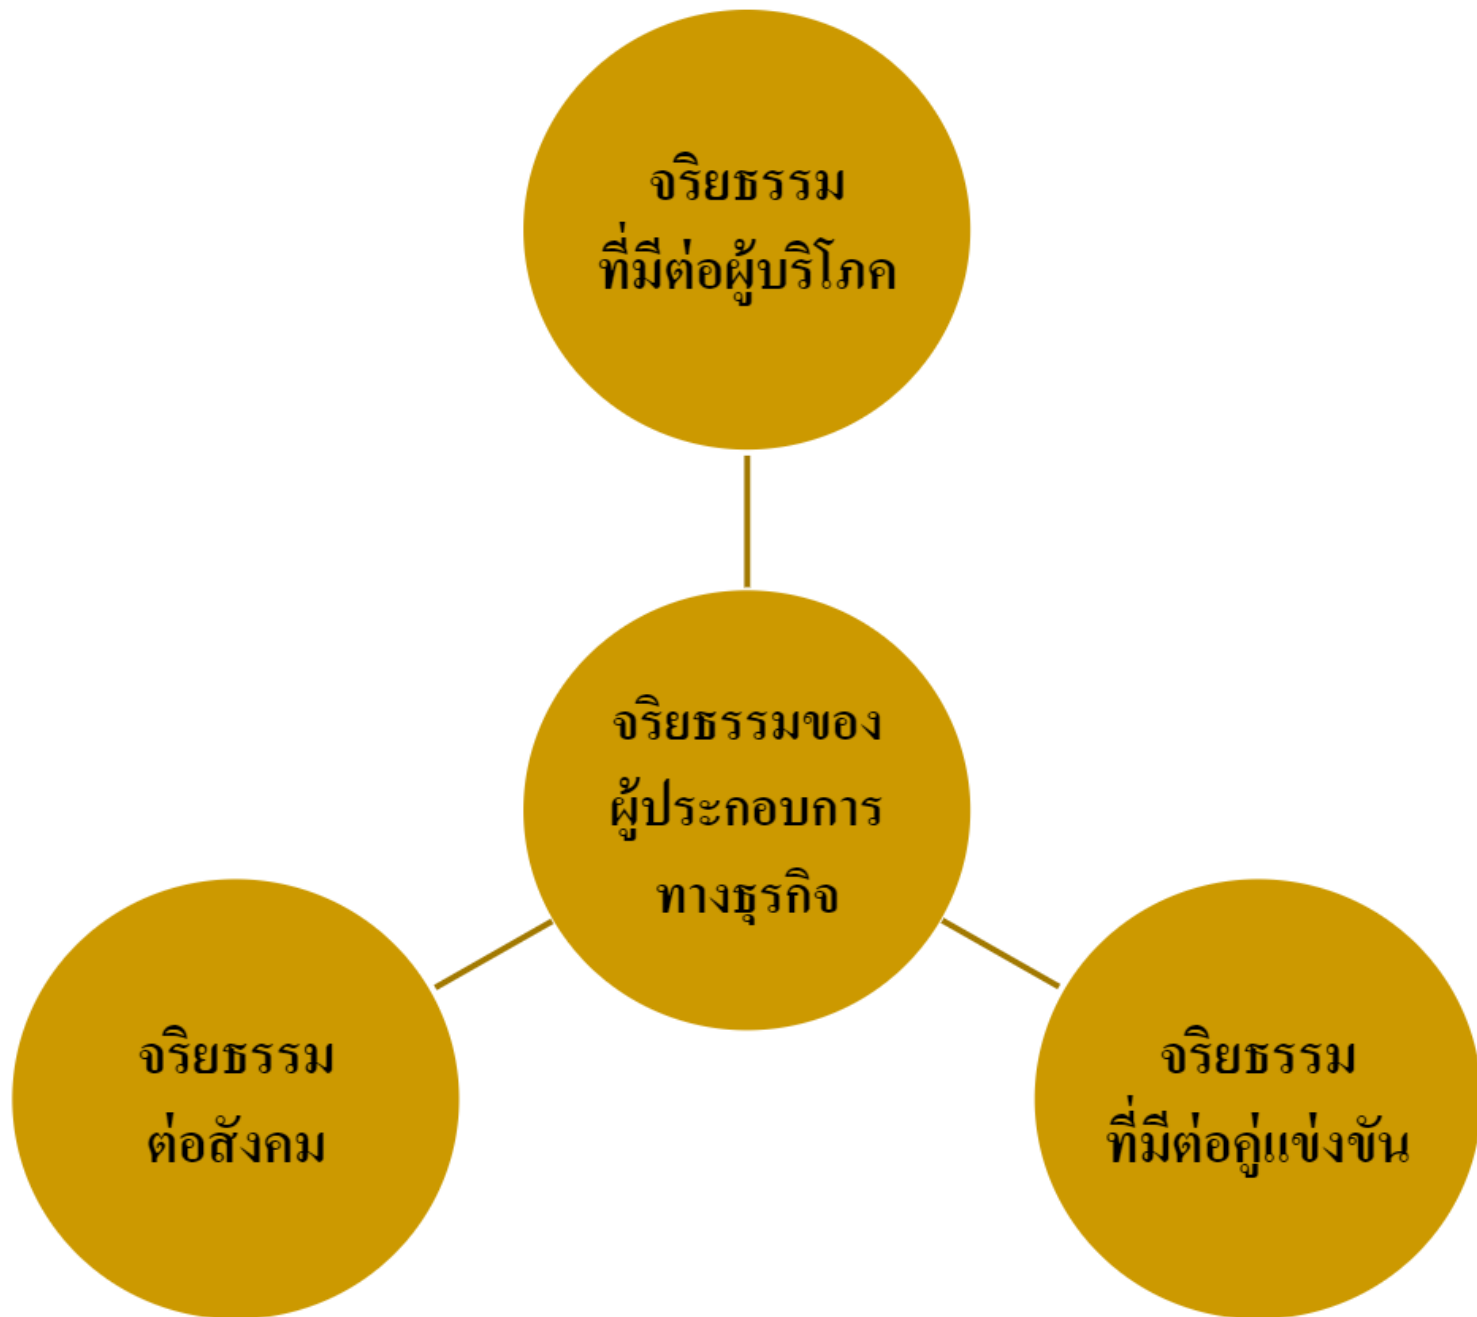 จริยธรรม
ที่มีต่อผู้บริโภค
จริยธรรมของ
ผู้ประกอบการ
ทางธุรกิจ
จริยธรรม
ต่อสังคม
จริยธรรม
ที่มีต่อคู่แข่งขัน